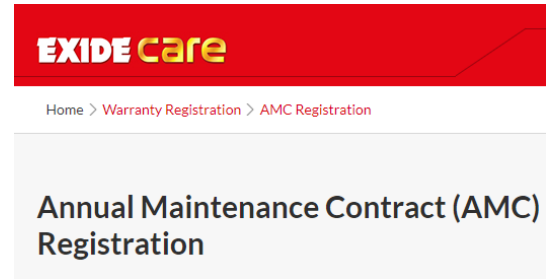 EXIDE care
Home > Warranty Registration > AMC Registration
Annual Maintenance Contract (AMC)
Registration